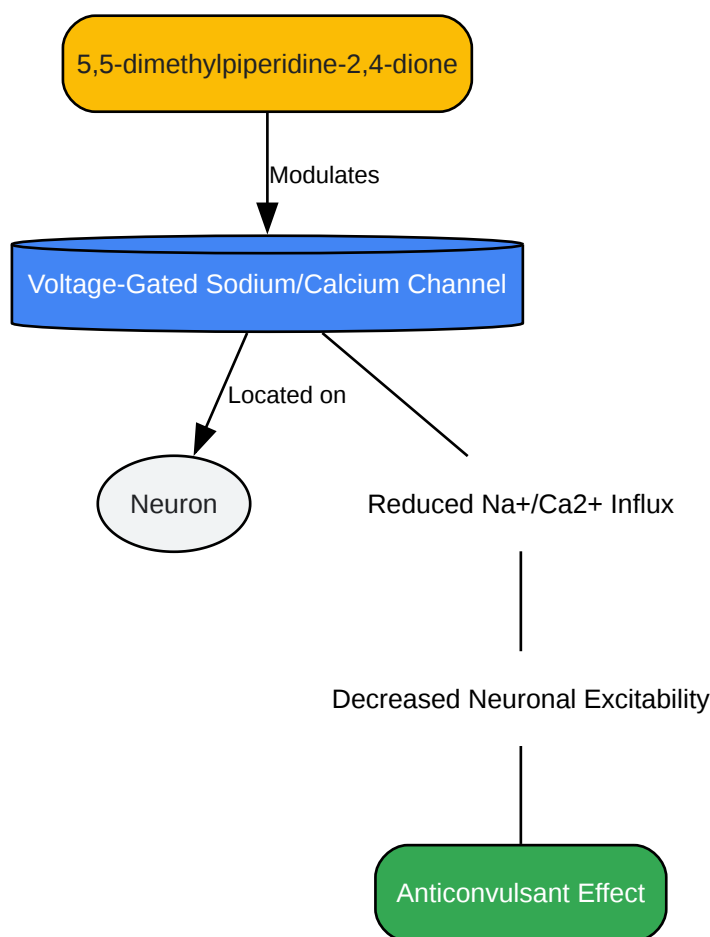 5,5-dimethylpiperidine-2,4-dione
Modulates
Voltage-Gated Sodium/Calcium Channel
Located on
Neuron
Reduced Na+/Ca2+ Influx
Decreased Neuronal Excitability
Anticonvulsant Effect